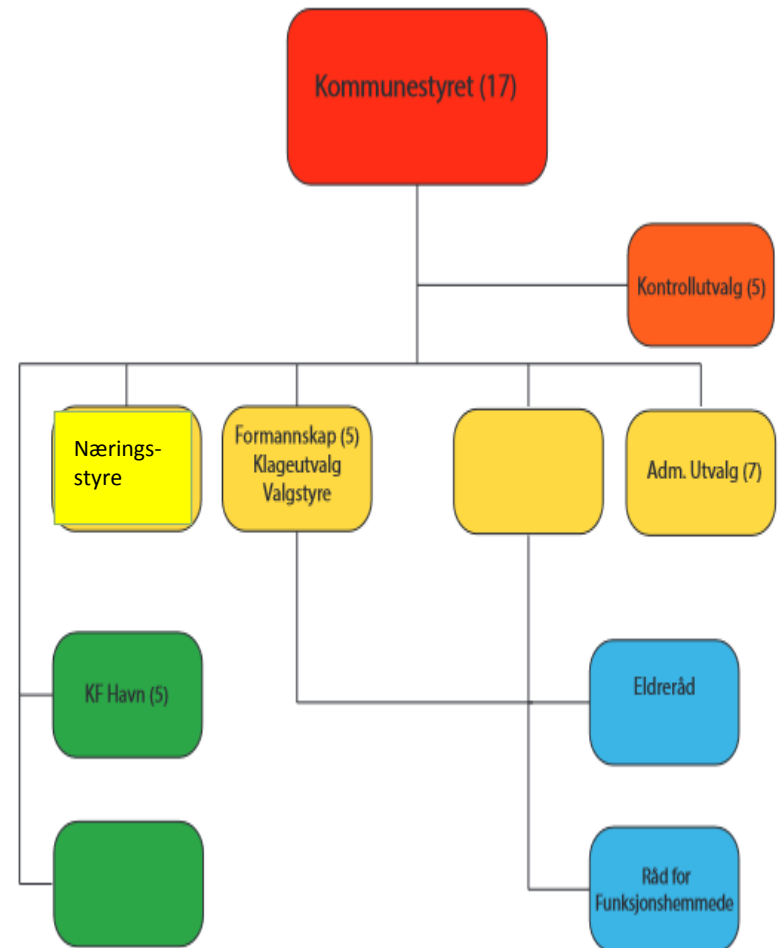 Kommunestyret (17)
Kontrollutvalg (5)
Nærings-
styre
Formannskap (5)
Klageutvalg
Valgstyre
Adm. Utvalg (7)
KF Havn (5)
Eldreråd
Råd for
Funksjonshemmede